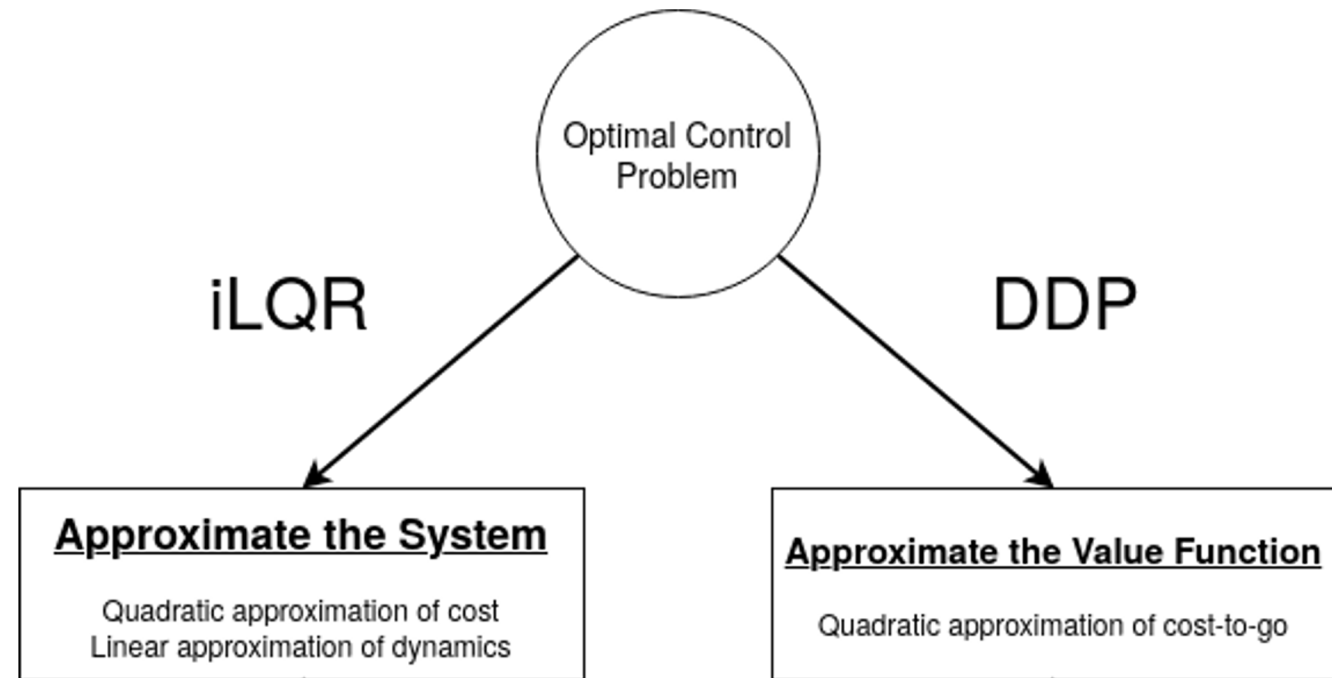 Optimal Control
Problem
iLQR
DDP
Approximate the System
Quadratic approximation of cost
Linear approximation of dynamics
Approximate the Value Function
Quadratic approximation of cost-to-go